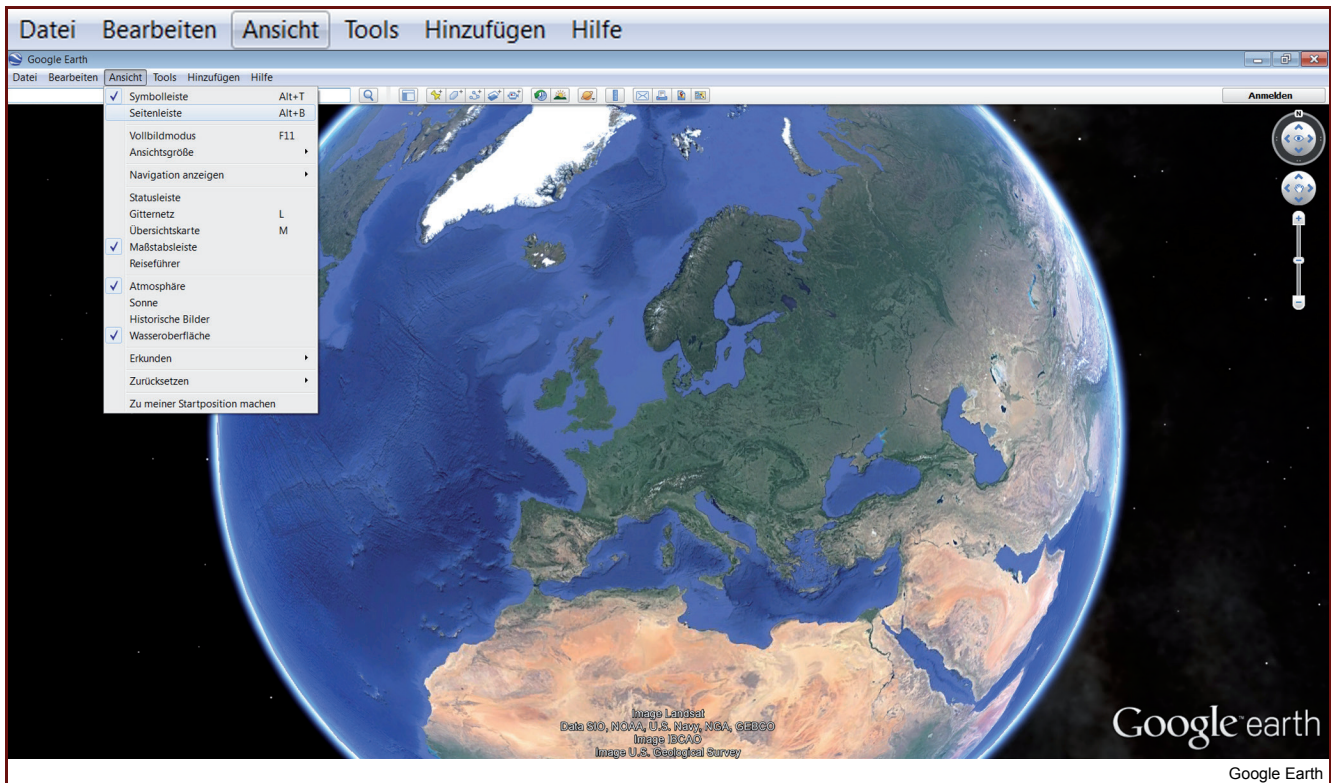 Datei Bearbeiten Ansicht Tools Hinzufügen Hilfe
Google Earth
Datei Bearbeiten Ansicht Tools Hinzufügen Hilfe
Symbolleiste Alt+T
Seitenleiste Alt+B
Vollbildmodus F11
Ansichtsgröße
Navigation anzeigen
Statusleiste
Gitternetz L
Übersichtskarte M
Maßstabsleiste
Reiseführer
Atmosphäre
Sonne
Historische Bilder
Wasseroberfläche
Erkunden
Zurücksetzen
Zu meiner Startposition machen
Anmelden
N
Image Landsat
Data SIO, NOAA, U.S. Navy, NGA, GEBCO
Image IBCAO
Image U.S. Geological Survey
Google earth
Google Earth